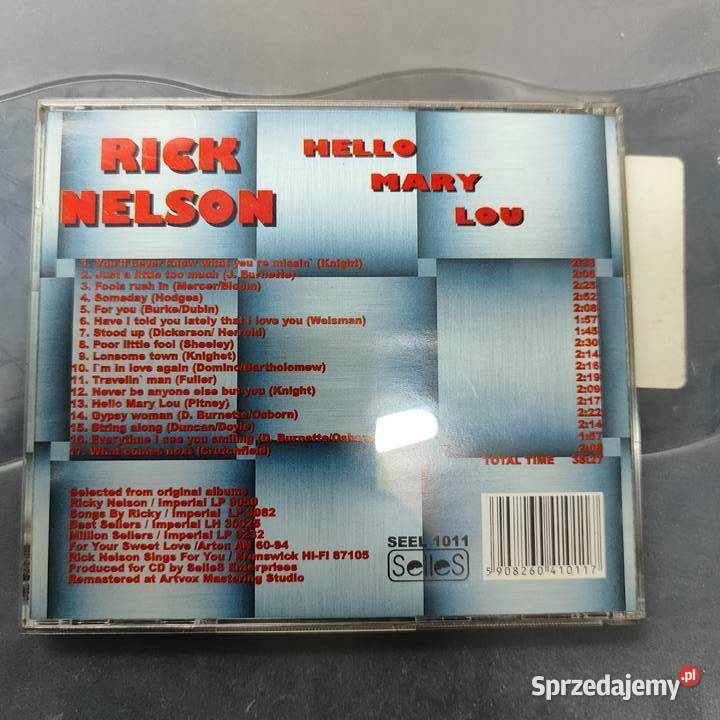 RICK
NELSON
HELLO
MARY
LOU
1. You'll never know what you`re missin` (Knight) 2:23
2. Just a little too much (J. Burnette) 2:06
3. Fools rush in (Mercer/Bloom) 2:25
4. Someday (Hodges) 2:52
5. For you (Burke/Dubin) 2:08
6. Have I told you lately that I love you (Weisman) 1:57
7. Stood up (Dickerson/ Herrold) 1:45
8. Poor little fool (Sheeley) 2:30
9. Lonsome town (Knighet) 2:14
10. I`m in love again (Domino/Bartholomew) 2:16
11. Travelin` man (Fuller) 2:19
12. Never be anyone else but you (Knight) 2:09
13. Hello Mary Lou (Pitney) 2:17
14. Gypsy woman (D. Burnette/Osborn) 2:22
15. String along (Duncan/Doyle) 2:14
16. Everytime I see you smiling (D. Burnette/Osborn) 1:57
17. What comes next (Crutchfield)
TOTAL TIME 38:27
Selected from original albums
Ricky Nelson / Imperial LP 9050
Songs By Ricky / Imperial LP 9082
Bast Sellers / Imperial LH 30025
Million Sellers / Imperial LP 9232
For Your Sweet Love /Arton AN 60-94
Rick Nelson Sings For You / Brunswick Hi-Fi 87105
Produced for CD by SelleS Enterprises
Remastered at Artvox Mastering Studio
SEEL 1011
SelleS
5 908260 410117
Sprzedajemy.pl